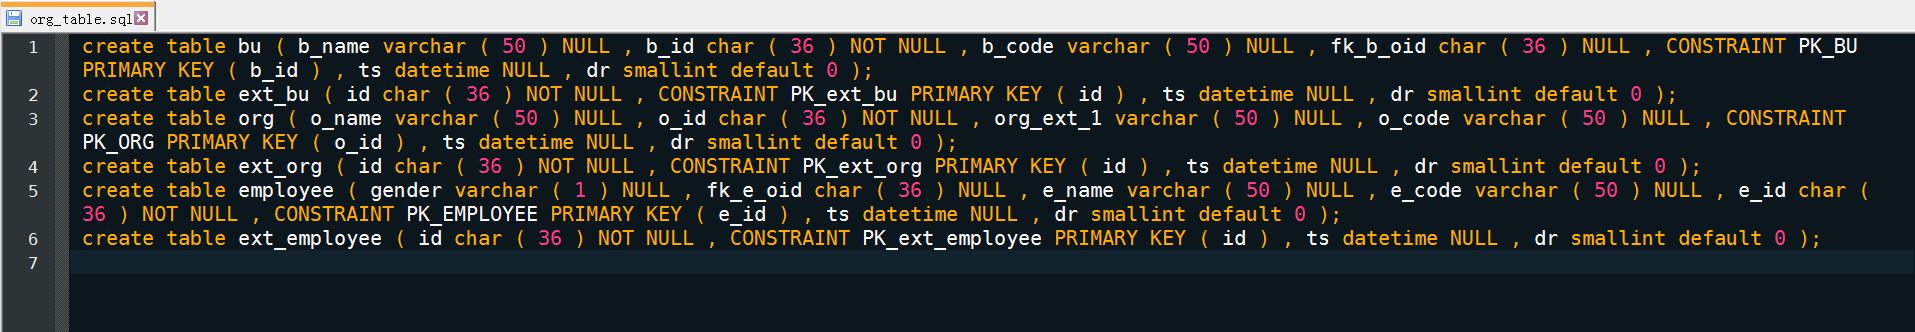 org_table.sql
1 create table bu ( b_name varchar ( 50 ) NULL , b_id char ( 36 ) NOT NULL , b_code varchar ( 50 ) NULL , fk_b_oid char ( 36 ) NULL , CONSTRAINT PK_BU
PRIMARY KEY ( b_id ) , ts datetime NULL , dr smallint default 0 );
2 create table ext_bu ( id char ( 36 ) NOT NULL , CONSTRAINT PK_ext_bu PRIMARY KEY ( id ) , ts datetime NULL , dr smallint default 0 );
3 create table org ( o_name varchar ( 50 ) NULL , o_id char ( 36 ) NOT NULL , org_ext_1 varchar ( 50 ) NULL , o_code varchar ( 50 ) NULL , CONSTRAINT
PK_ORG PRIMARY KEY ( o_id ) , ts datetime NULL , dr smallint default 0 );
4 create table ext_org ( id char ( 36 ) NOT NULL , CONSTRAINT PK_ext_org PRIMARY KEY ( id ) , ts datetime NULL , dr smallint default 0 );
5 create table employee ( gender varchar ( 1 ) NULL , fk_e_oid char ( 36 ) NULL , e_name varchar ( 50 ) NULL , e_code varchar ( 50 ) NULL , e_id char (
36 ) NOT NULL , CONSTRAINT PK_EMPLOYEE PRIMARY KEY ( e_id ) , ts datetime NULL , dr smallint default 0 );
6 create table ext_employee ( id char ( 36 ) NOT NULL , CONSTRAINT PK_ext_employee PRIMARY KEY ( id ) , ts datetime NULL , dr smallint default 0 );
7